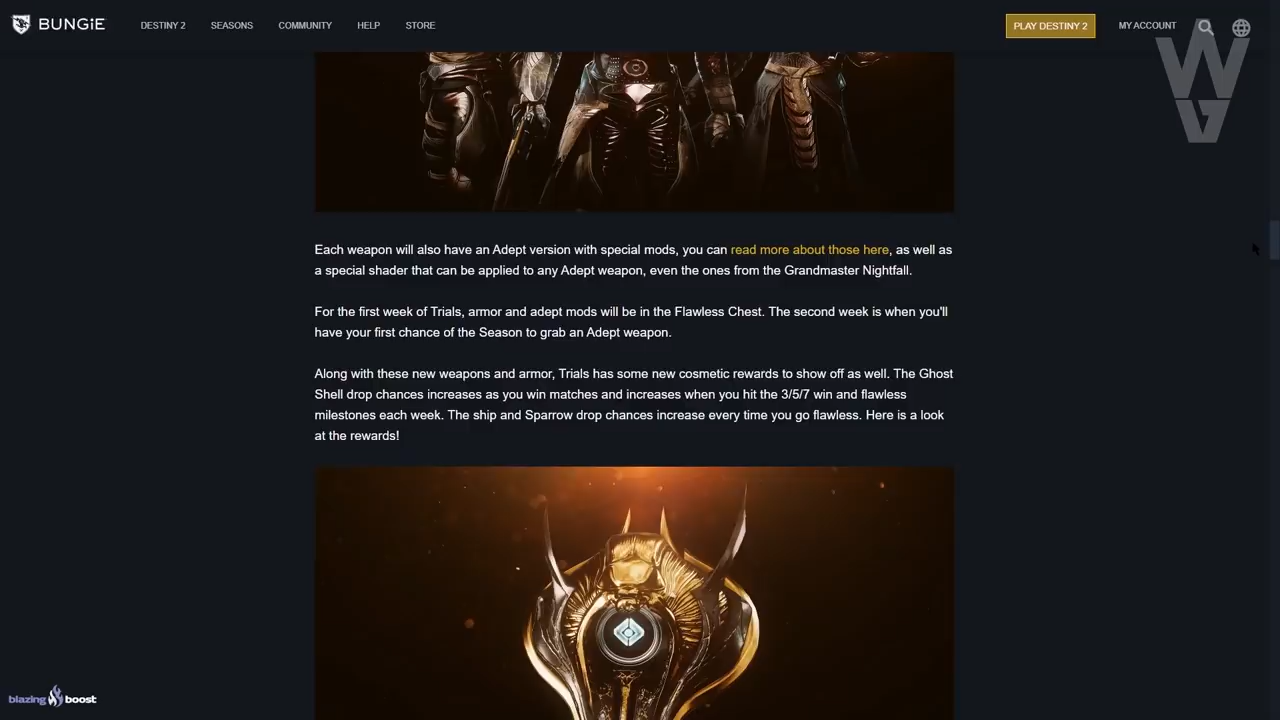 BUNGiE
DESTINY 2
SEASONS
COMMUNITY
HELP
STORE
PLAY DESTINY 2
MY ACCOUNT
WG
Each weapon will also have an Adept version with special mods, you can read more about those here, as well as
a special shader that can be applied to any Adept weapon, even the ones from the Grandmaster Nightfall.
For the first week of Trials, armor and adept mods will be in the Flawless Chest. The second week is when you'll
have your first chance of the Season to grab an Adept weapon.
Along with these new weapons and armor, Trials has some new cosmetic rewards to show off as well. The Ghost
Shell drop chances increases as you win matches and increases when you hit the 3/5/7 win and flawless
milestones each week. The ship and Sparrow drop chances increase every time you go flawless. Here is a look
at the rewards!
blazing boost